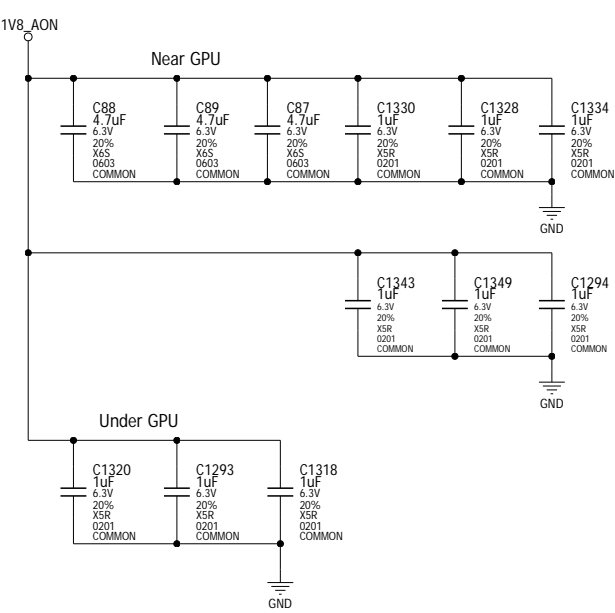 1V8_AON
Near GPU
C88
4.7uF
6.3V
20%
X6S
0603
COMMON
C89
4.7uF
6.3V
20%
X6S
0603
COMMON
C87
4.7uF
6.3V
20%
X6S
0603
COMMON
C1330
1uF
6.3V
20%
X5R
0201
COMMON
C1328
1uF
6.3V
20%
X5R
0201
COMMON
C1334
1uF
6.3V
20%
X5R
0201
COMMON
GND
C1343
1uF
6.3V
20%
X5R
0201
COMMON
C1349
1uF
6.3V
20%
X5R
0201
COMMON
C1294
1uF
6.3V
20%
X5R
0201
COMMON
GND
Under GPU
C1320
1uF
6.3V
20%
X5R
0201
COMMON
C1293
1uF
6.3V
20%
X5R
0201
COMMON
C1318
1uF
6.3V
20%
X5R
0201
COMMON
GND